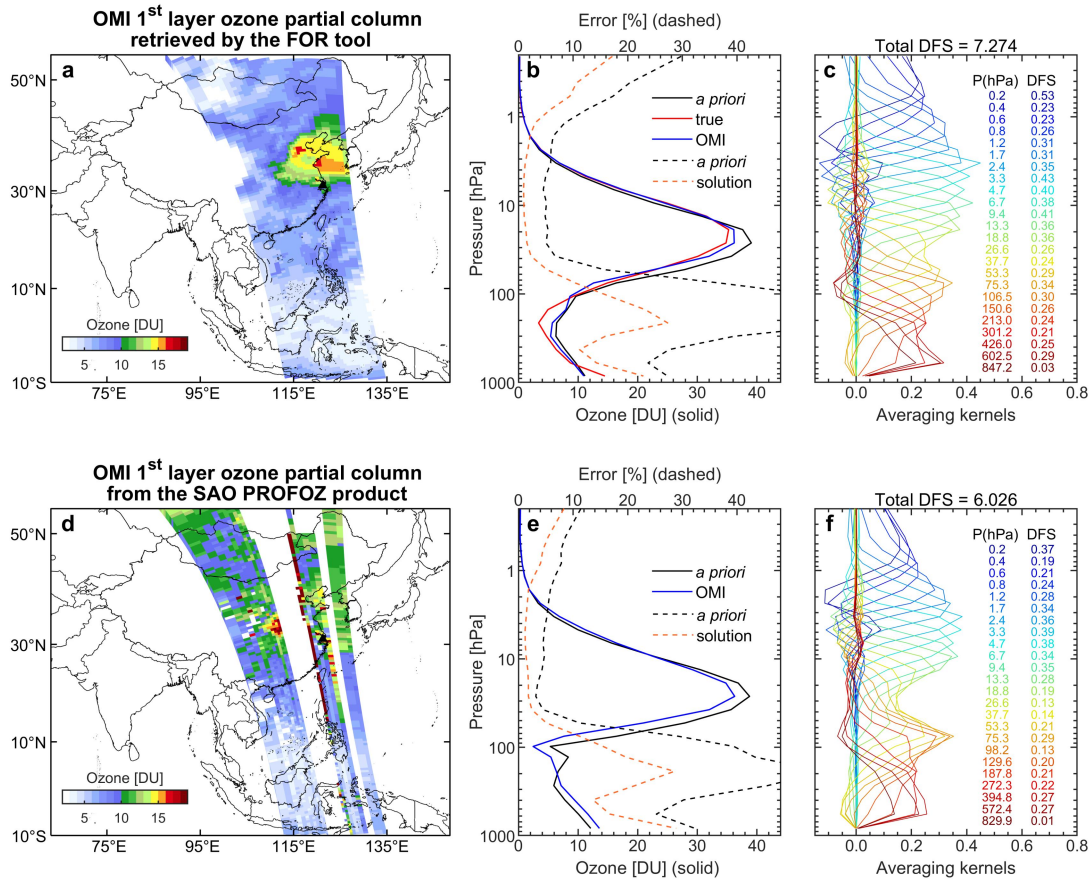 OMI 1st layer ozone partial column
retrieved by the FOR tool
a
50°N
30°N
10°N
10°S
Ozone [DU]
5 . 10 15
75°E 95°E 115°E 135°E
Error [%] (dashed)
0 10 20 30 40
b
a priori
true
OMI
a priori
solution
Pressure [hPa]
1
10
100
1000
0 10 20 30 40
Ozone [DU] (solid)
Total DFS = 7.274
c
P(hPa) DFS
0.2 0.53
0.4 0.23
0.6 0.23
0.8 0.26
1.2 0.31
1.7 0.31
2.4 0.35
3.3 0.43
4.7 0.40
6.7 0.38
9.4 0.41
13.3 0.36
18.8 0.36
26.6 0.26
37.7 0.24
53.3 0.29
75.3 0.34
106.5 0.30
150.6 0.26
213.0 0.24
301.2 0.21
426.0 0.25
602.5 0.29
847.2 0.03
0.0 0.2 0.4 0.6 0.8
Averaging kernels
OMI 1st layer ozone partial column
from the SAO PROFOZ product
d
50°N
30°N
10°N
10°S
Ozone [DU]
5 . 10 15
75°E 95°E 115°E 135°E
Error [%] (dashed)
0 10 20 30 40
e
a priori
OMI
a priori
solution
Pressure [hPa]
1
10
100
1000
0 10 20 30 40
Ozone [DU] (solid)
Total DFS = 6.026
f
P(hPa) DFS
0.2 0.37
0.4 0.19
0.6 0.21
0.8 0.24
1.2 0.28
1.7 0.34
2.4 0.36
3.3 0.39
4.7 0.38
6.7 0.34
9.4 0.35
13.3 0.28
18.8 0.19
26.6 0.13
37.7 0.14
53.3 0.21
75.3 0.29
98.2 0.13
129.6 0.20
187.8 0.21
272.3 0.22
394.8 0.27
572.4 0.27
829.9 0.01
0.0 0.2 0.4 0.6 0.8
Averaging kernels